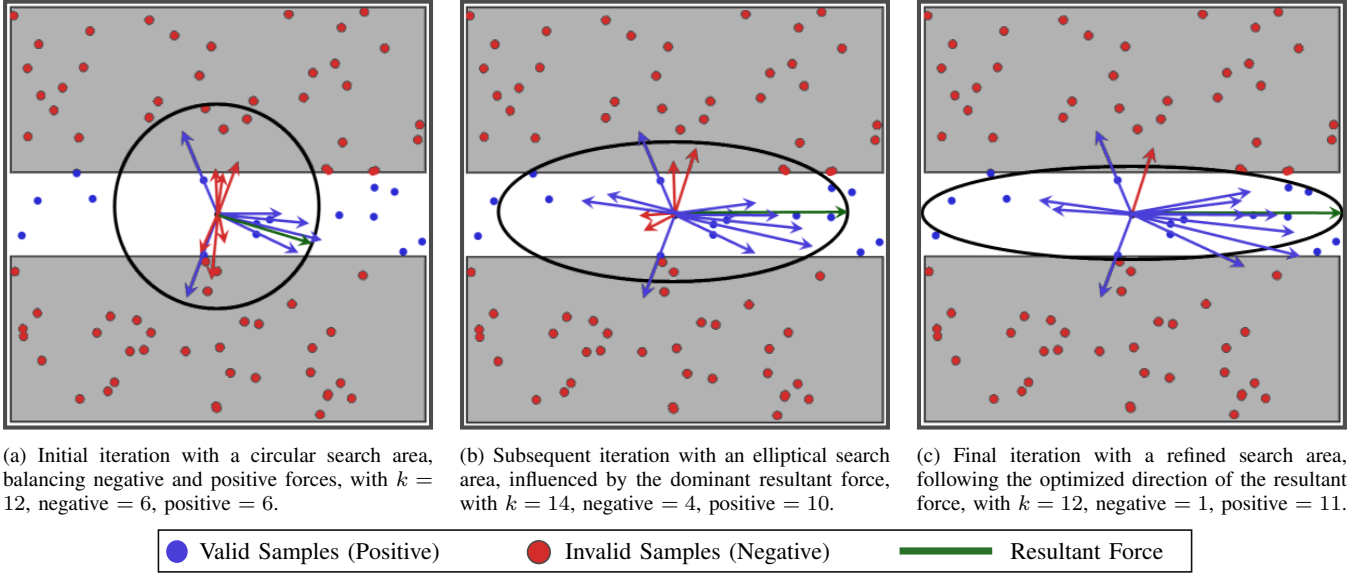 (a) Initial iteration with a circular search area,
balancing negative and positive forces, with k =
12, negative = 6, positive = 6.
(b) Subsequent iteration with an elliptical search
area, influenced by the dominant resultant force,
with k = 14, negative = 4, positive = 10.
(c) Final iteration with a refined search area,
following the optimized direction of the resultant
force, with k = 12, negative = 1, positive = 11.
Valid Samples (Positive) Invalid Samples (Negative) Resultant Force